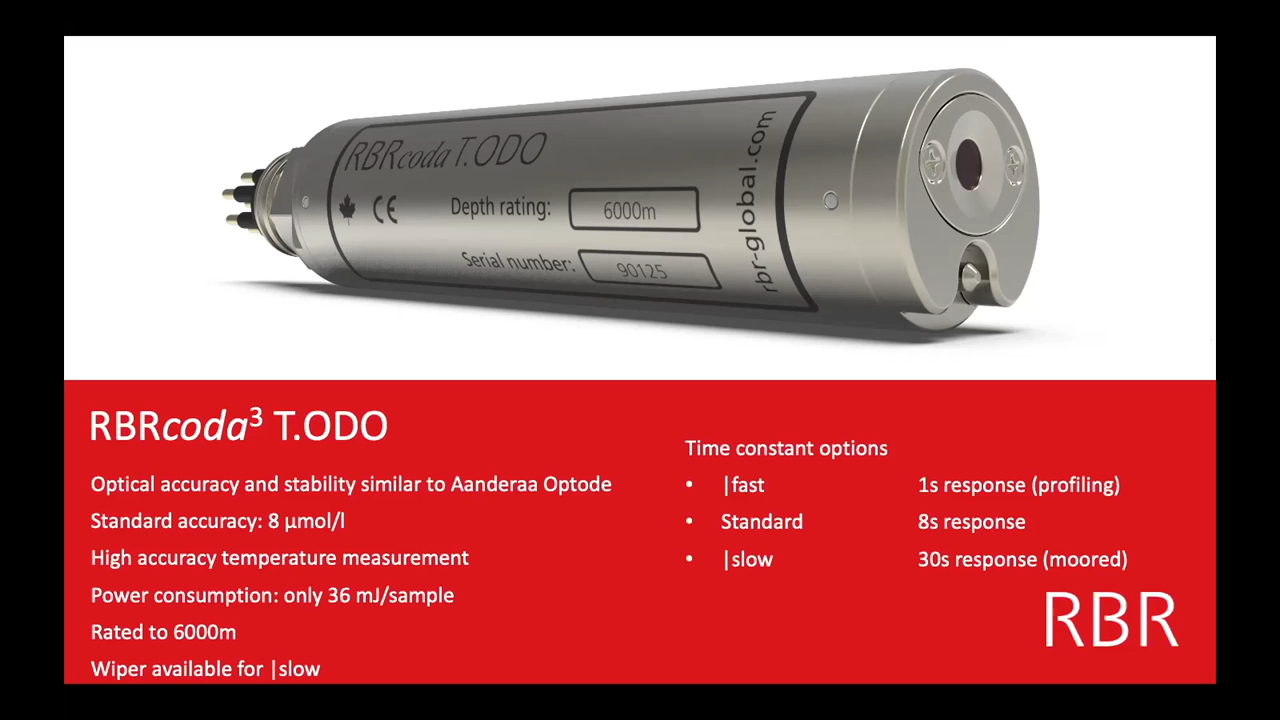 RBRcoda T.ODO
CE
Depth rating: 6000m
Serial number: 90125
rbr-global.com
RBRcoda³ T.ODO
Optical accuracy and stability similar to Aanderaa Optode
Standard accuracy: 8 µmol/l
High accuracy temperature measurement
Power consumption: only 36 mJ/sample
Rated to 6000m
Wiper available for |slow
Time constant options
• |fast 1s response (profiling)
• Standard 8s response
• |slow 30s response (moored)
RBR